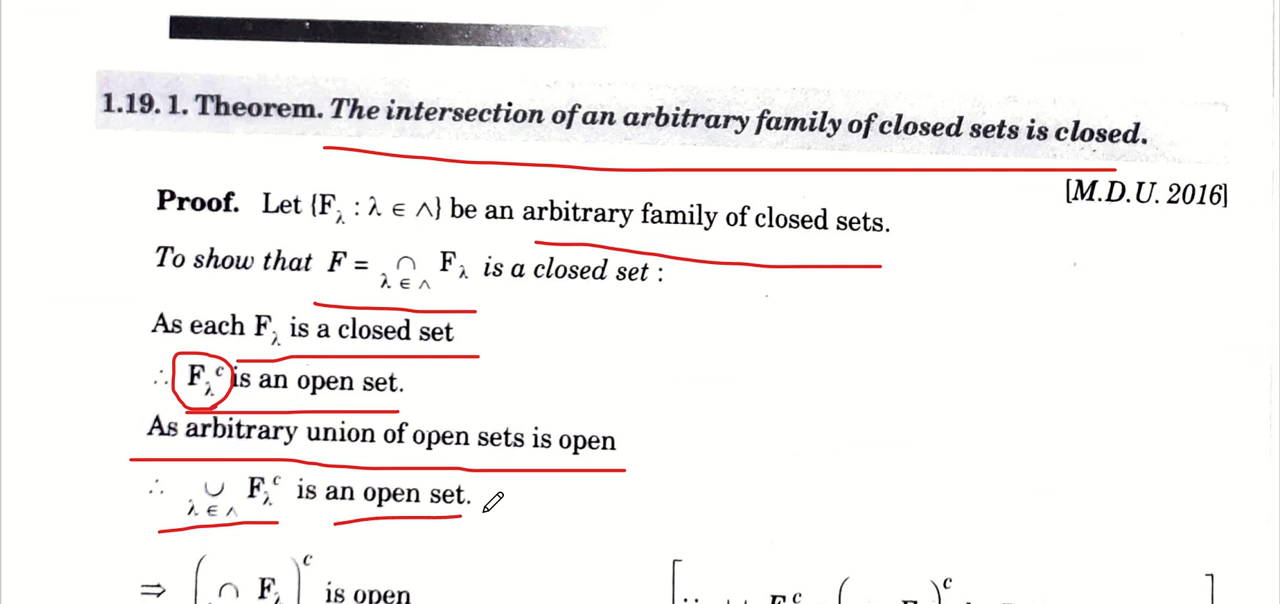 1.19. 1. Theorem. The intersection of an arbitrary family of closed sets is closed.
[M.D.U. 2016]
Proof. Let {F_λ : λ ∈ ∧} be an arbitrary family of closed sets.
To show that F = ∩_{λ ∈ ∧} F_λ is a closed set :
As each F_λ is a closed set
∴ F_λ^c is an open set.
As arbitrary union of open sets is open
∴ ∪_{λ ∈ ∧} F_λ^c is an open set.
⇒ (∩ F_λ)^c is open